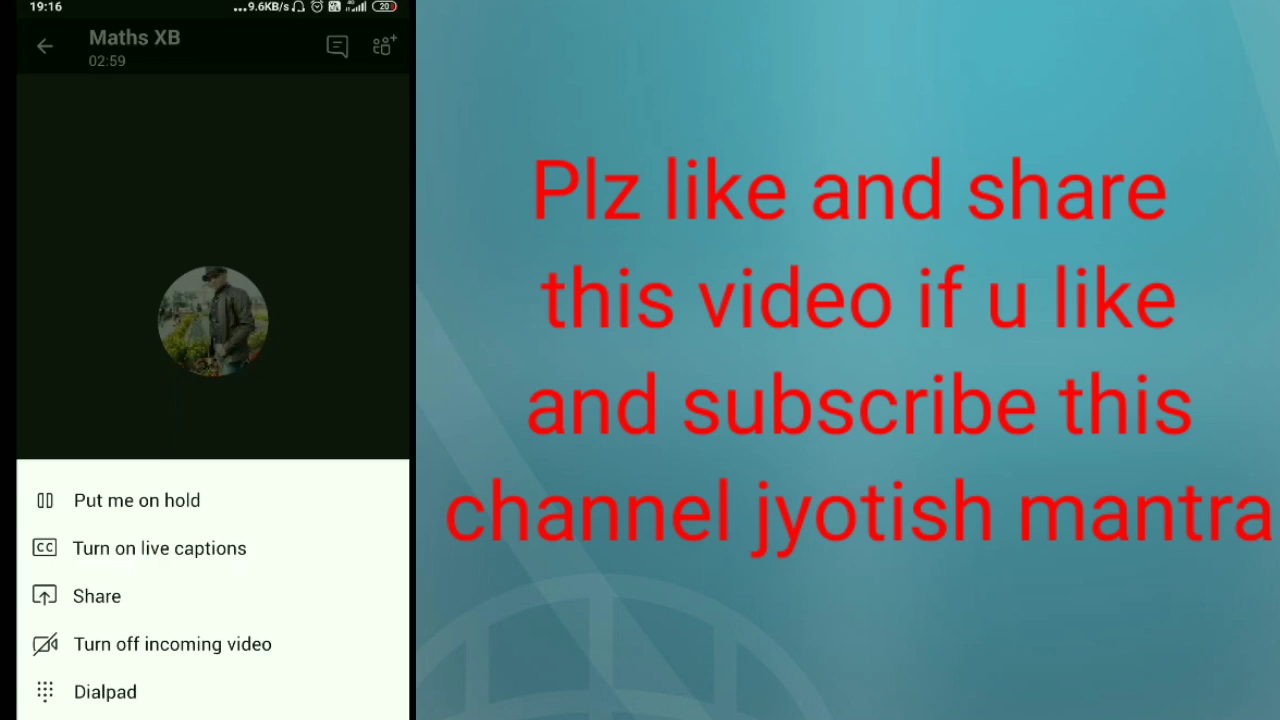 19:16
...9.6KB/s
20
Maths XB
02:59
Put me on hold
CC Turn on live captions
Share
Turn off incoming video
Dialpad
Plz like and share
this video if u like
and subscribe this
channel jyotish mantra